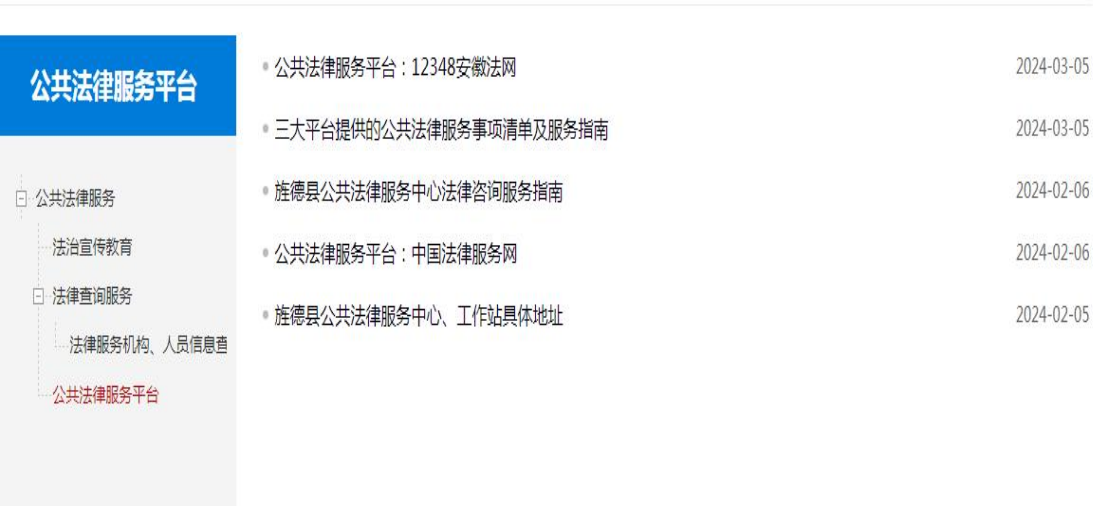 公共法律服务平台
公共法律服务
法治宣传教育
法律查询服务
法律服务机构、人员信息查
公共法律服务平台
公共法律服务平台：12348安徽法网 2024-03-05
三大平台提供的公共法律服务事项清单及服务指南 2024-03-05
旌德县公共法律服务中心法律咨询服务指南 2024-02-06
公共法律服务平台：中国法律服务网 2024-02-06
旌德县公共法律服务中心、工作站具体地址 2024-02-05